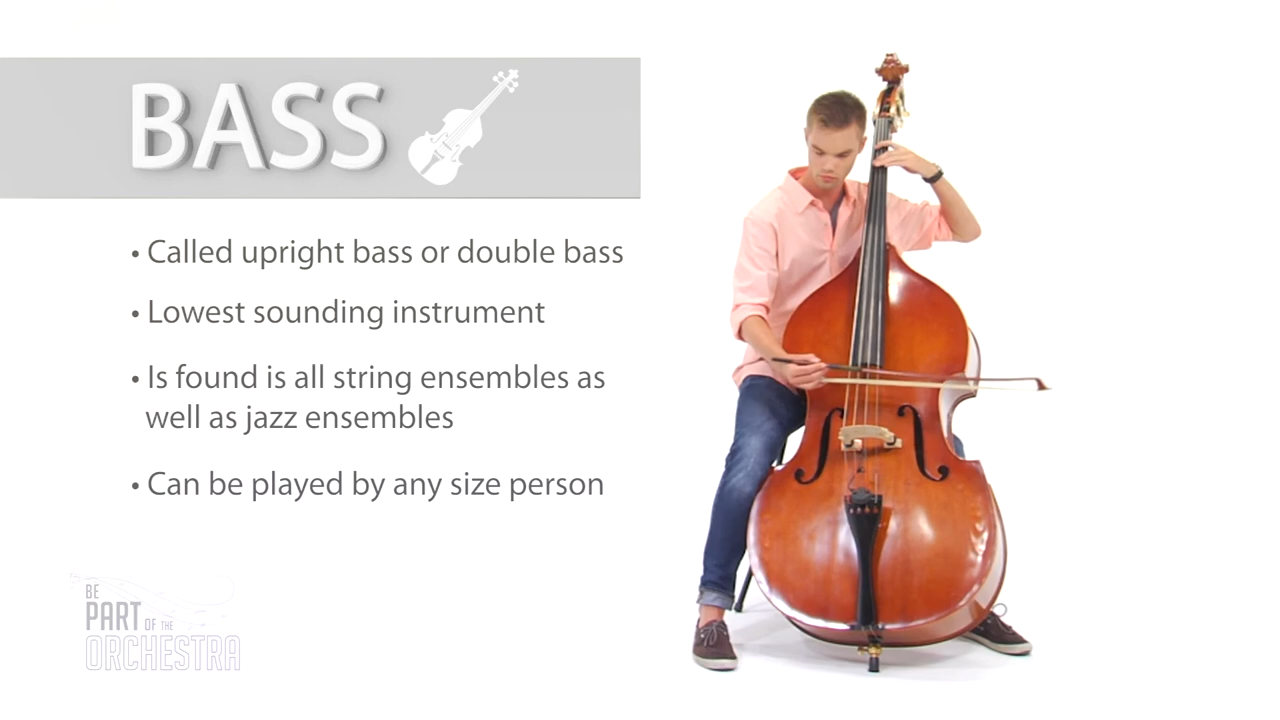 BASS
• Called upright bass or double bass
• Lowest sounding instrument
• Is found is all string ensembles as
well as jazz ensembles
• Can be played by any size person
BE
PART OF THE
ORCHESTRA